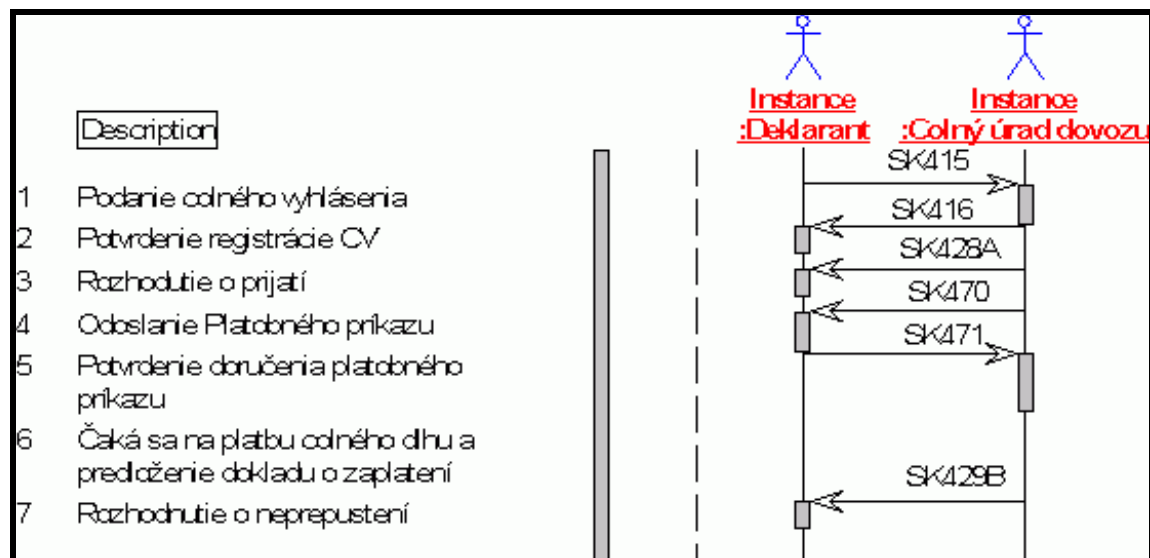 Instance
Instance
Description
:Deklarant
:Colný úrad dovozu
SK415
1 Podanie colného vyhlásenia
SK416
2 Potvrdenie registrácie CV
SK428A
3 Rozhodutie o prijatí
SK470
4 Odoslanie Platobného príkazu
SK471
5 Potvrdenie doručenia platobného
príkazu
6 Čaká sa na platbu colného dlhu a
predloženie dokladu o zaplatení
SK429B
7 Rozhodnutie o neprepustení